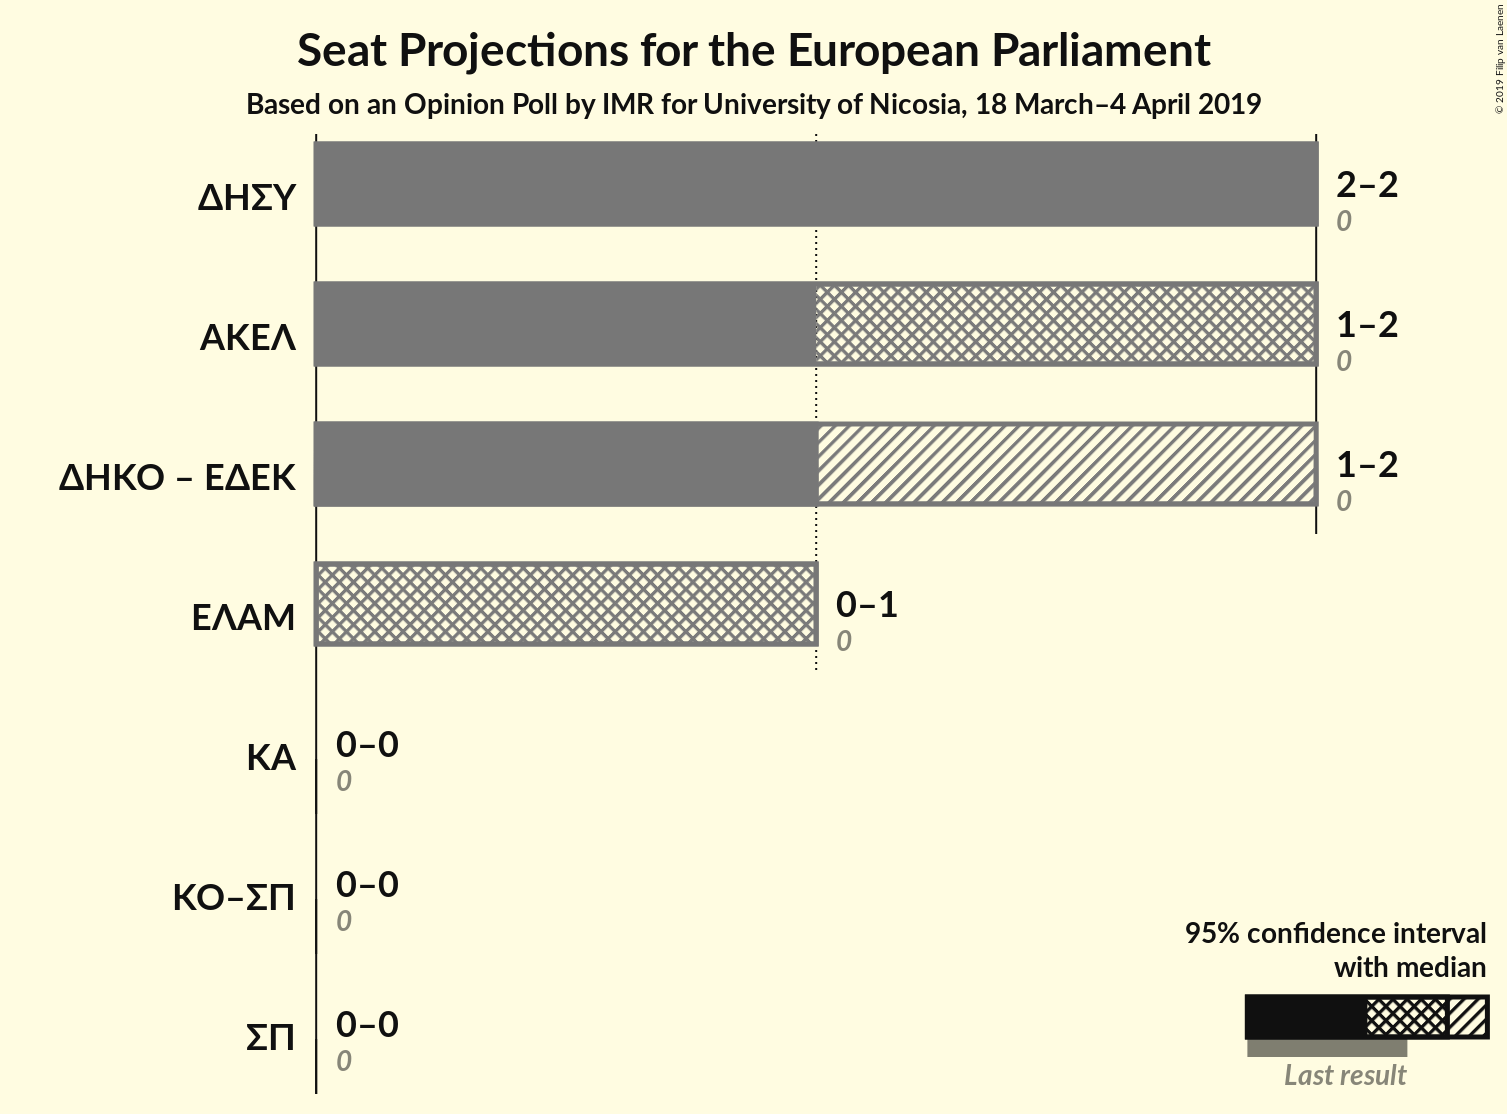 Seat Projections for the European Parliament
Based on an Opinion Poll by IMR for University of Nicosia, 18 March–4 April 2019
© 2019 Filip van Laenen
ΔΗΣΥ
2–2
0
ΑΚΕΛ
1–2
0
ΔΗΚΟ – ΕΔΕΚ
1–2
0
ΕΛΑΜ
0–1
0
ΚΑ
0–0
0
ΚΟ–ΣΠ
0–0
0
ΣΠ
0–0
0
95% confidence interval
with median
Last result